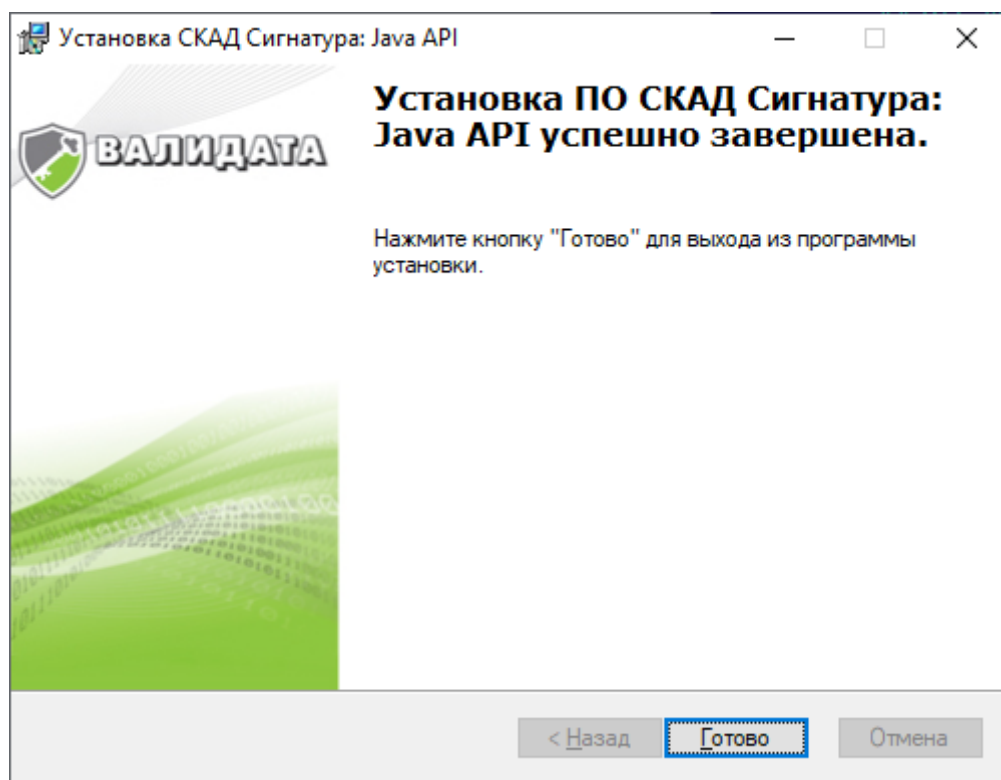 Установка СКАД Сигнатура: Java API
Установка ПО СКАД Сигнатура:
Java API успешно завершена.
ВАЛИДАТА
Нажмите кнопку "Готово" для выхода из программы
установки.
< Назад
Готово
Отмена